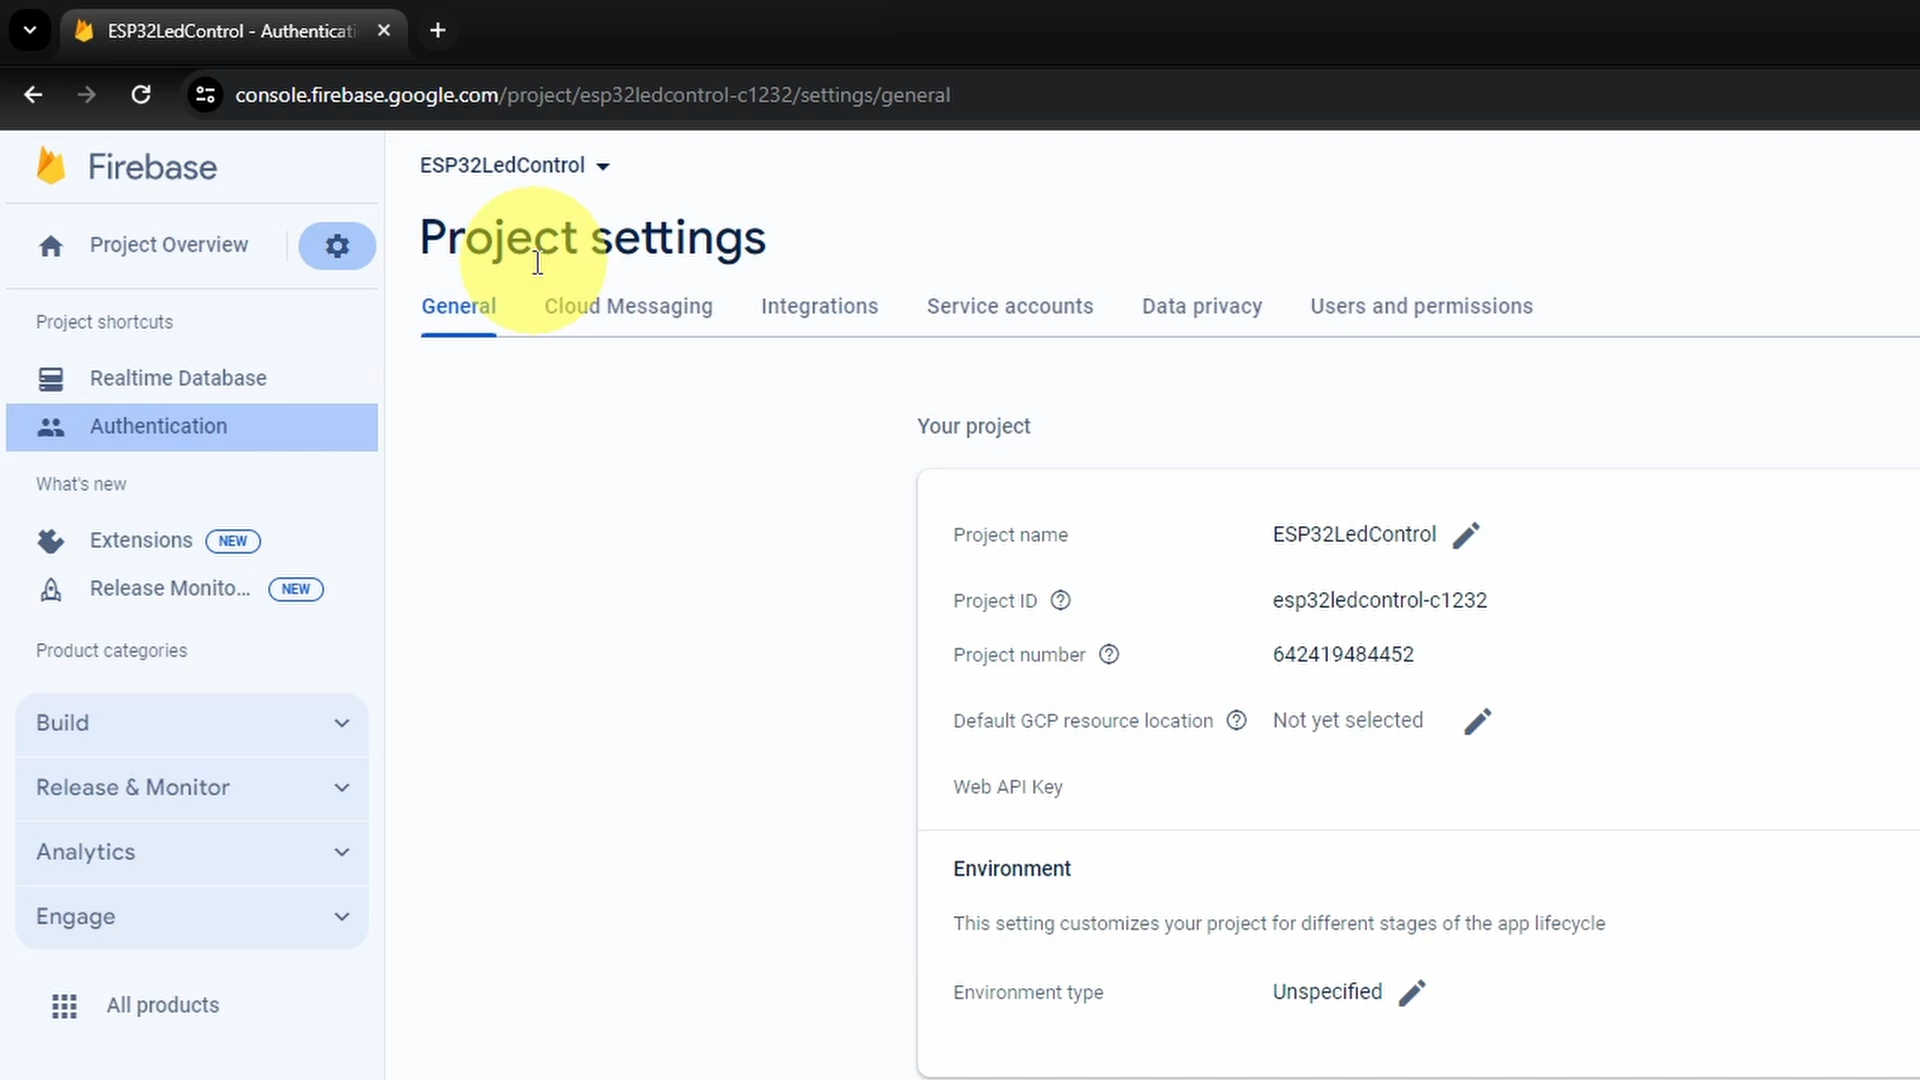 ESP32LedControl - Authenticati
console.firebase.google.com/project/esp32ledcontrol-c1232/settings/general
Firebase
Project Overview
Project shortcuts
Realtime Database
Authentication
What's new
Extensions NEW
Release Monito... NEW
Product categories
Build
Release & Monitor
Analytics
Engage
All products
ESP32LedControl
Project settings
General Cloud Messaging Integrations Service accounts Data privacy Users and permissions
Your project
Project name ESP32LedControl
Project ID esp32ledcontrol-c1232
Project number 642419484452
Default GCP resource location Not yet selected
Web API Key
Environment
This setting customizes your project for different stages of the app lifecycle
Environment type Unspecified